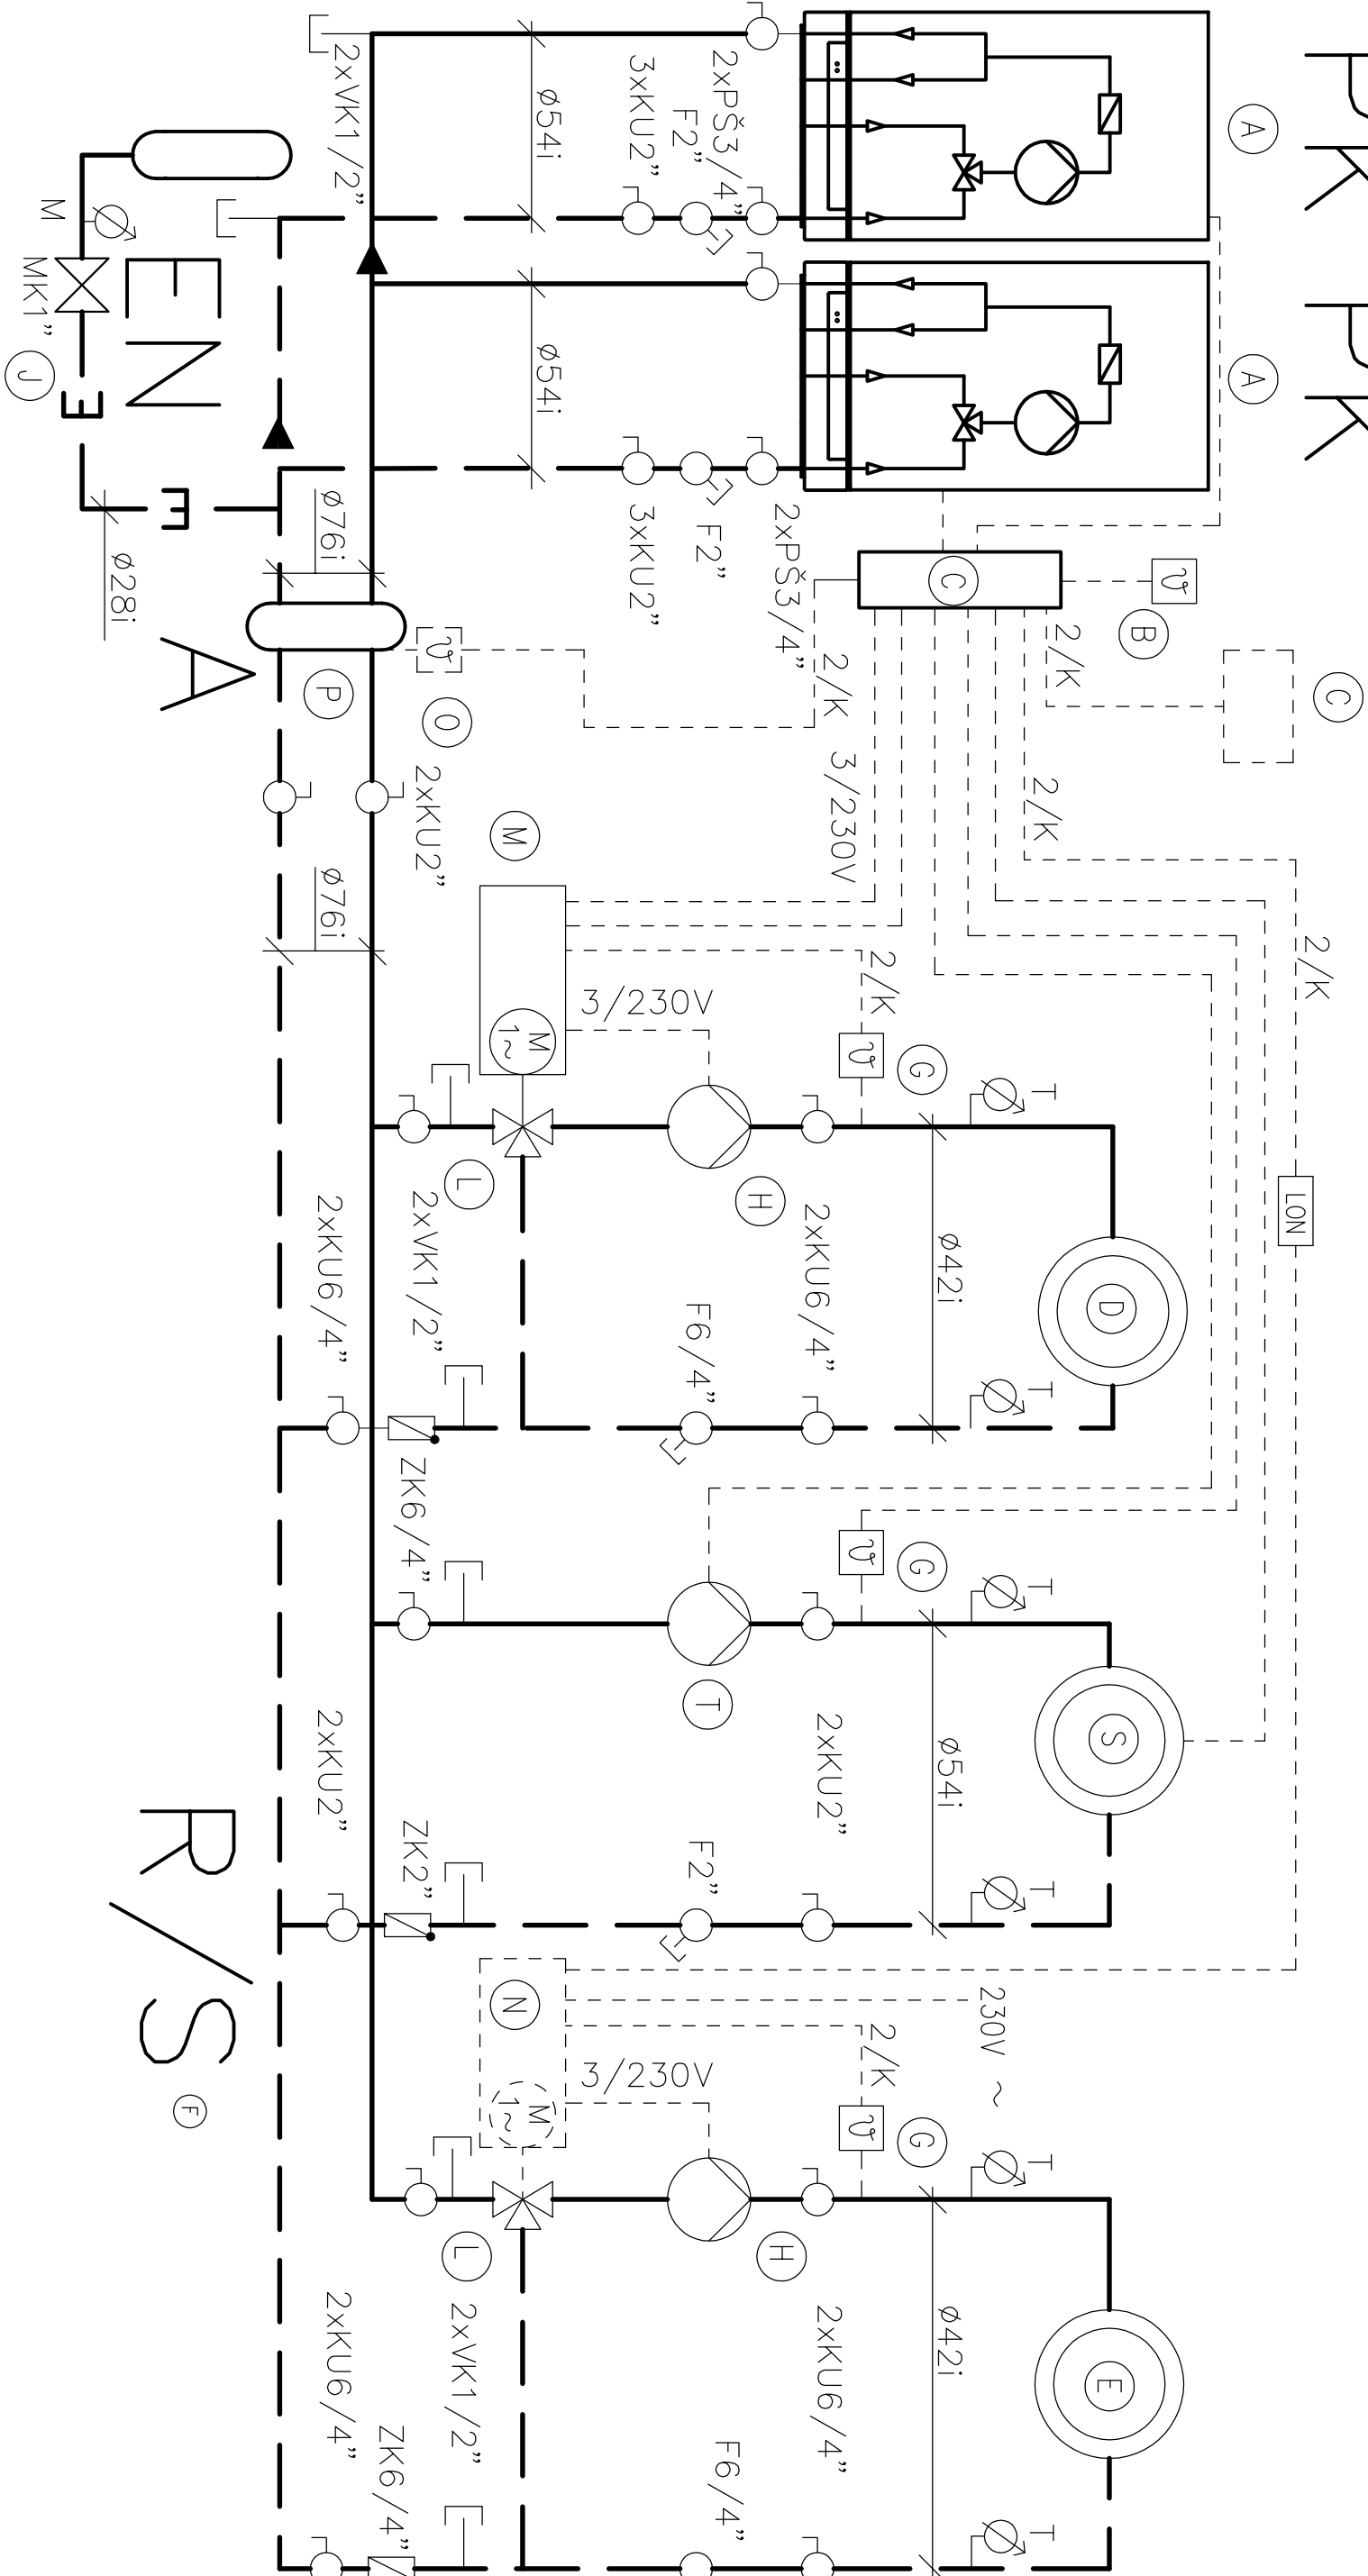 PK
PK
A
A
2xPŠ3/4"
F2"
3xKU2"
ø54i
2xVK1/2"
M
MK1"
J
EN
E
E
ø28i
ø54i
2xPŠ3/4"
F2"
3xKU2"
ø76i
A
P
O
C
B
C
2/K
2/K
2/K
2/K
3/230V
2xKU2"
ø76i
M
M
1~
3/230V
2/K
G
T
LON
L
H
2xKU6/4"
2xVK1/2"
2xKU6/4"
ø42i
D
F6/4"
T
ZK6/4"
G
T
T
2xKU2"
2xKU2"
ø54i
S
ZK2"
F2"
T
R/S
F
N
M
1~
3/230V
2/K
230V ~
G
T
L
H
2xKU6/4"
2xVK1/2"
2xKU6/4"
ø42i
E
ZK6/4"
F6/4"
T